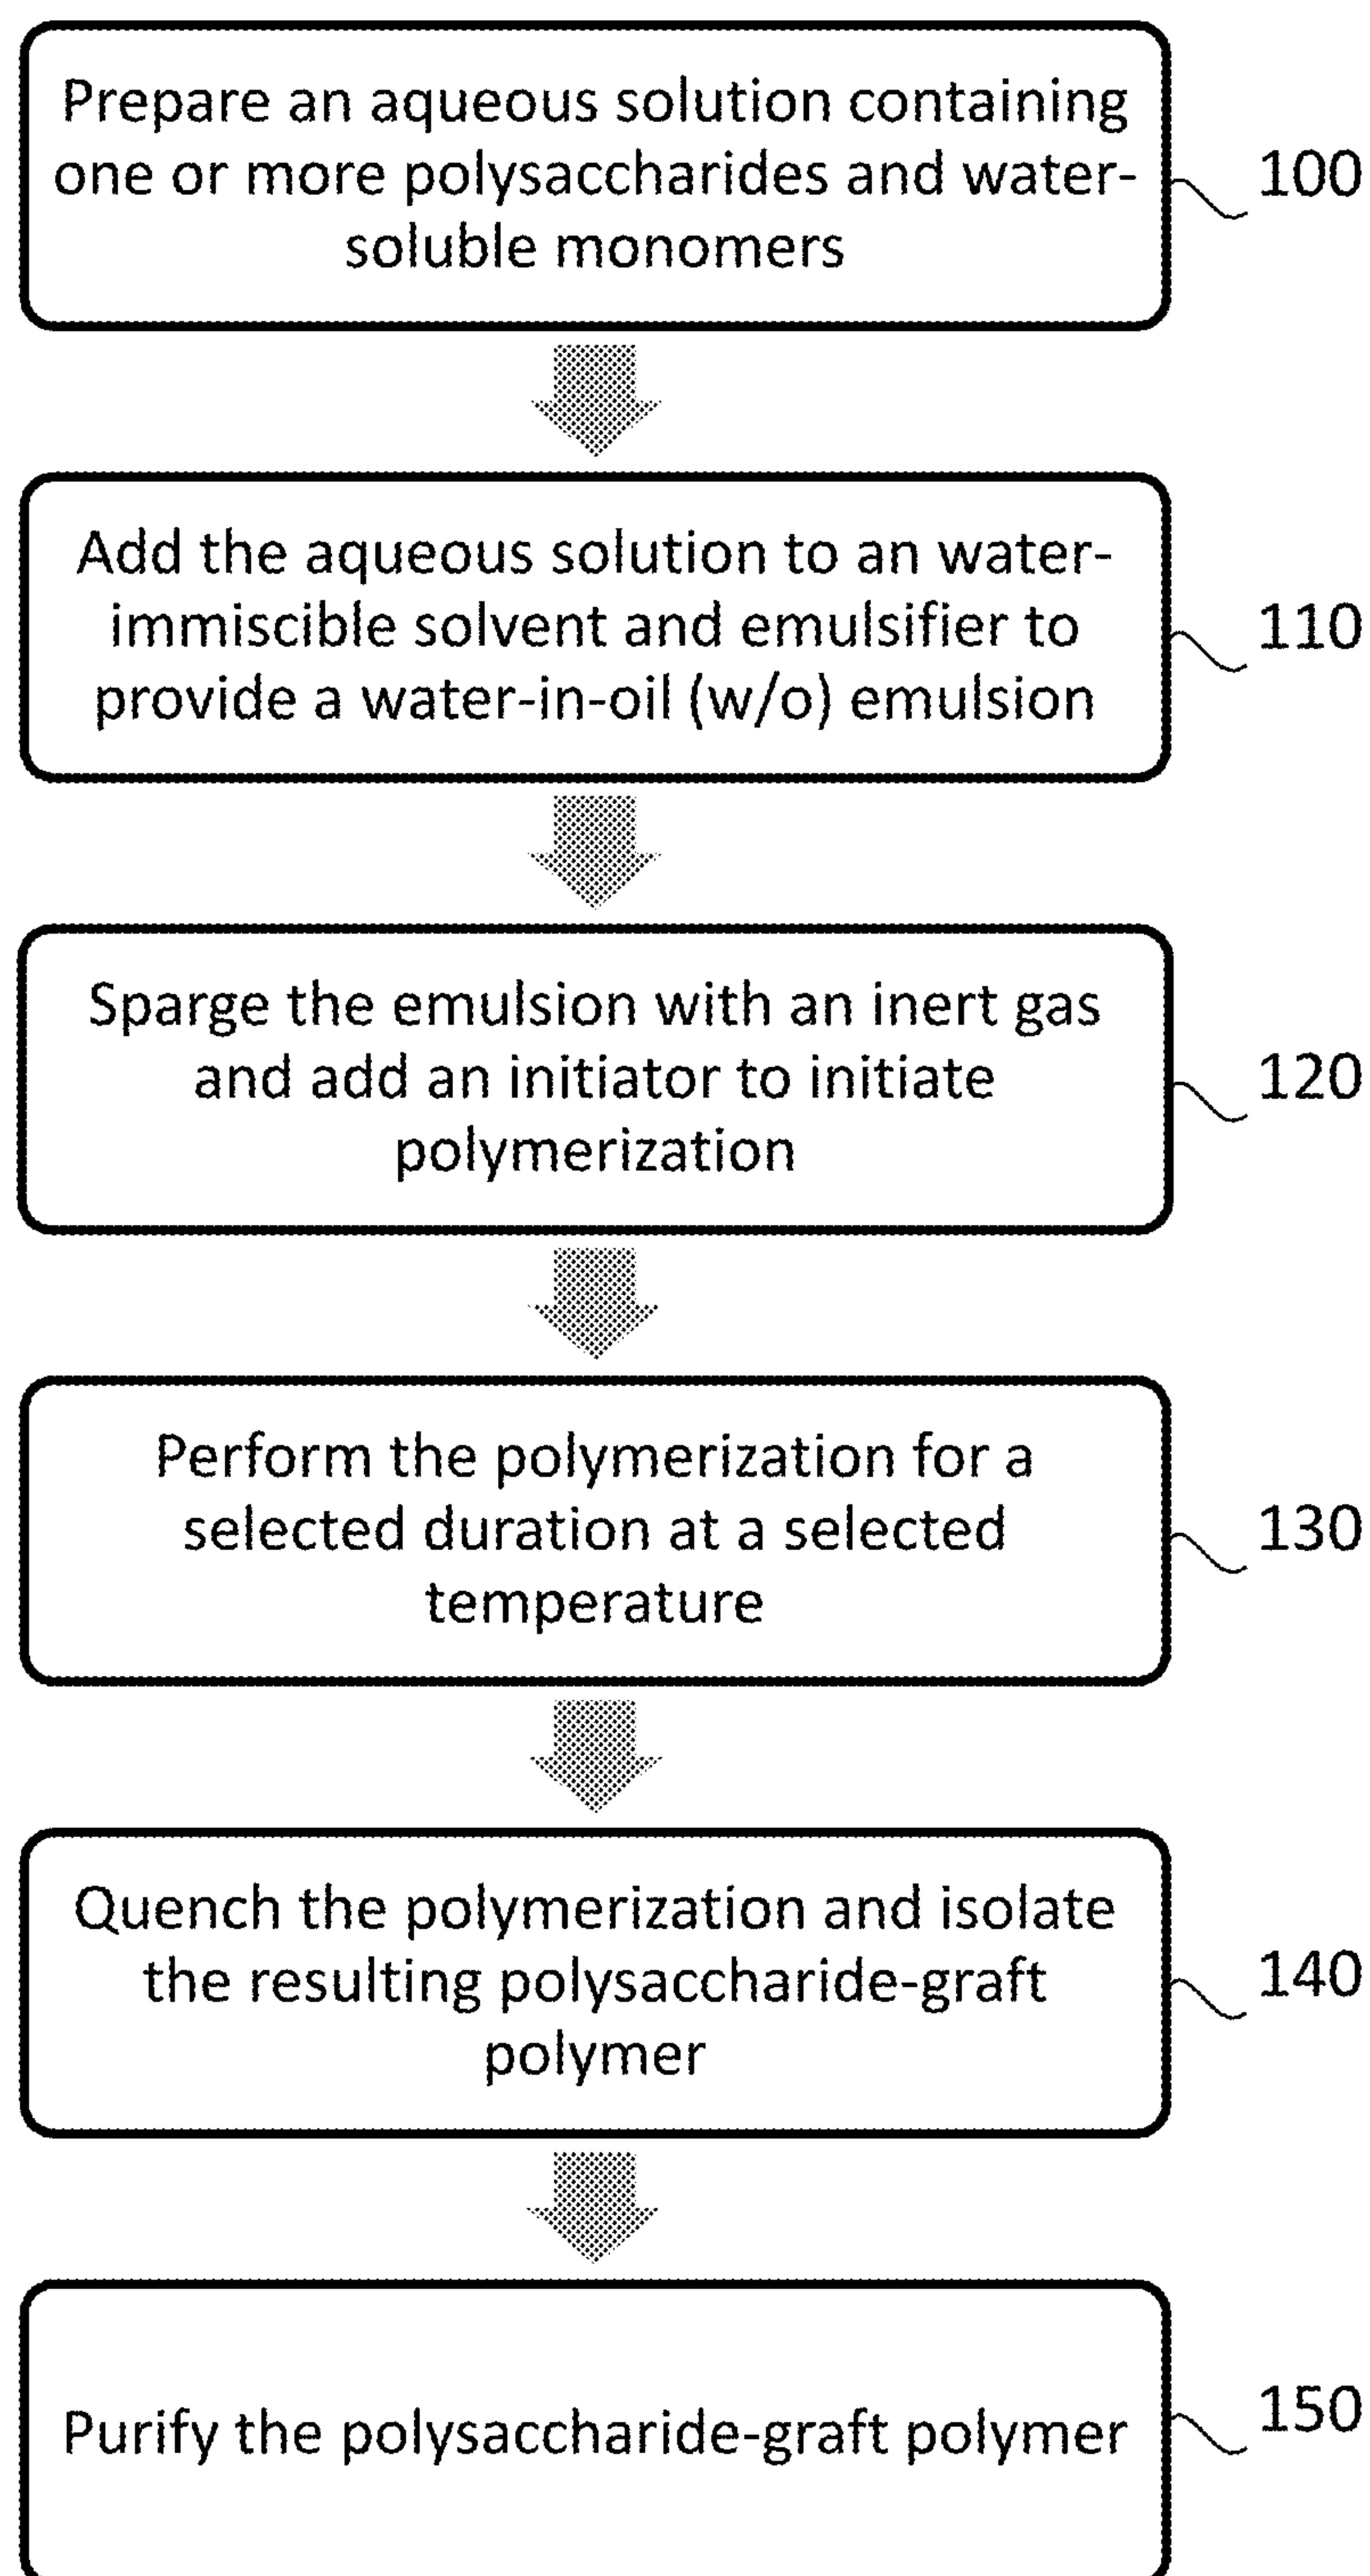 Prepare an aqueous solution containing
one or more polysaccharides and water-
soluble monomers
100
Add the aqueous solution to an water-
immiscible solvent and emulsifier to
provide a water-in-oil (w/o) emulsion
110
Sparge the emulsion with an inert gas
and add an initiator to initiate
polymerization
120
Perform the polymerization for a
selected duration at a selected
temperature
130
Quench the polymerization and isolate
the resulting polysaccharide-graft
polymer
140
Purify the polysaccharide-graft polymer
150